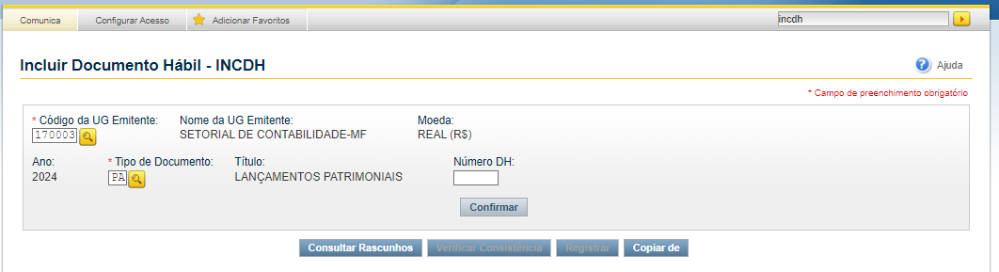 Comunica Configurar Acesso Adicionar Favoritos incdh
Incluir Documento Hábil - INCDH
? Ajuda
* Campo de preenchimento obrigatório
* Código da UG Emitente: Nome da UG Emitente: Moeda:
170003 SETORIAL DE CONTABILIDADE-MF REAL (R$)
Ano: * Tipo de Documento: Título: Número DH:
2024 PA LANÇAMENTOS PATRIMONIAIS
Confirmar
Consultar Rascunhos Verificar Consistência Registrar Copiar de